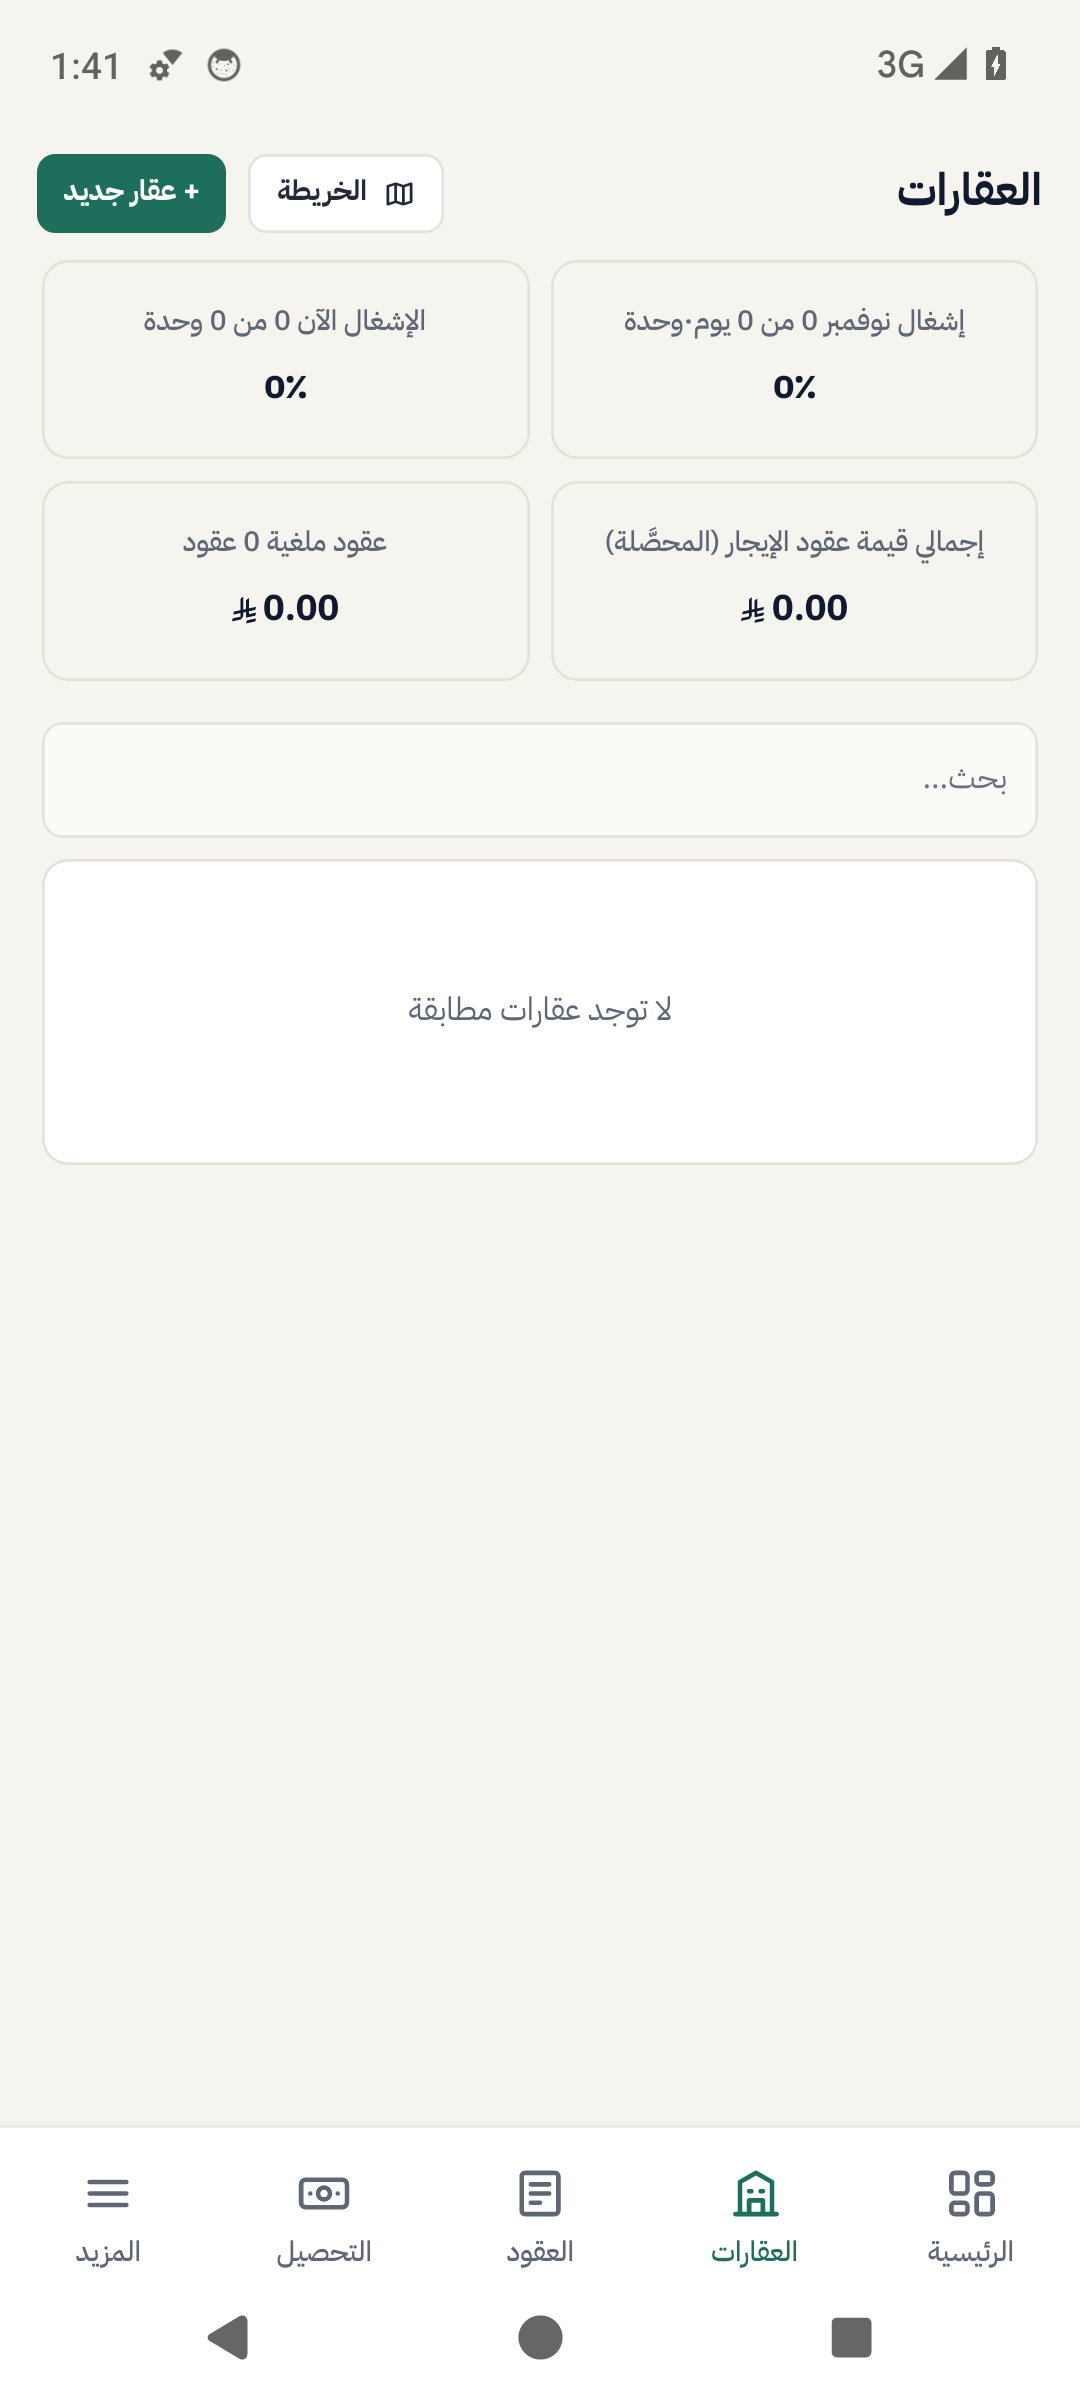 1:41 3G
العقارات
الخريطة
+ عقار جديد
إشغال نوفمبر 0 من 0 يوم·وحدة
0٪
الإشغال الآن 0 من 0 وحدة
0٪
إجمالي قيمة عقود الإيجار (المحصَّلة)
0.00 ⃁
عقود ملغية 0 عقود
0.00 ⃁
بحث...
لا توجد عقارات مطابقة
الرئيسية
العقارات
العقود
التحصيل
المزيد